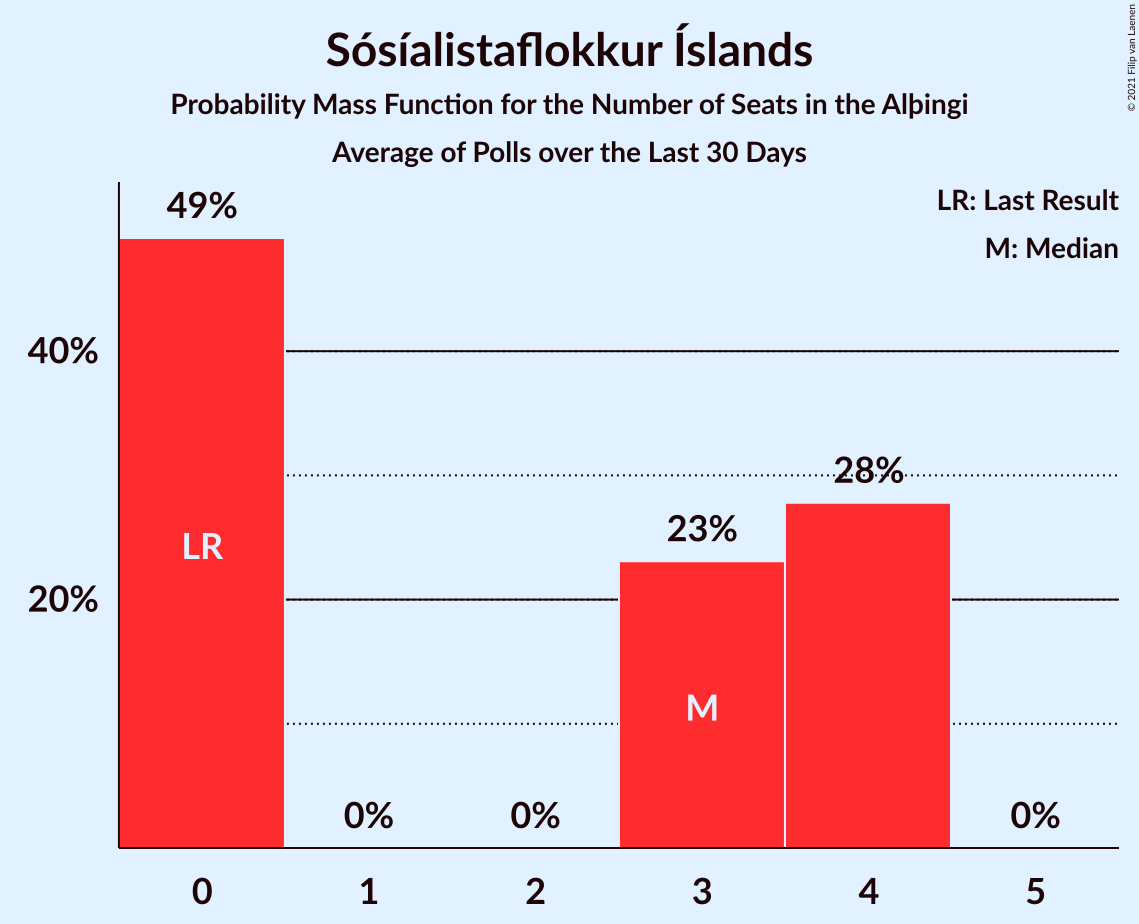 Sósíalistaflokkur Íslands
Probability Mass Function for the Number of Seats in the Alþingi
Average of Polls over the Last 30 Days
© 2021 Filip van Laenen
LR: Last Result
M: Median
49%
40%
28%
23%
20%
LR
M
0%
0%
0%
0 1 2 3 4 5